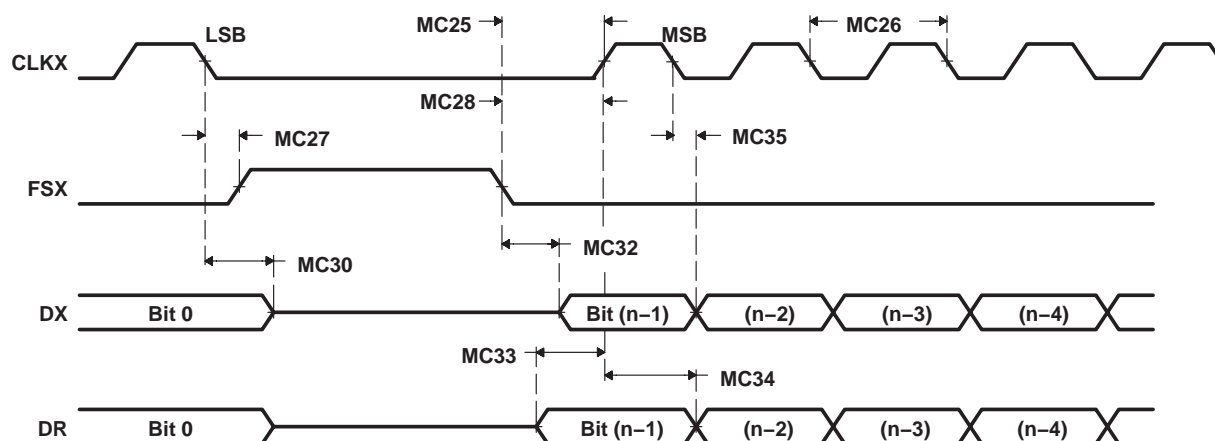 MC25
LSB
MSB
MC26
CLKX
MC28
MC27
MC35
FSX
MC32
MC30
DX
Bit 0
Bit (n−1)
(n−2)
(n−3)
(n−4)
MC33
MC34
DR
Bit 0
Bit (n−1)
(n−2)
(n−3)
(n−4)